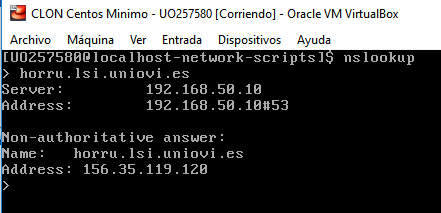 CLON Centos Minimo - UO257580 [Corriendo] - Oracle VM VirtualBox
Archivo Máquina Ver Entrada Dispositivos Ayuda
[UO257580@localhost-network-scripts]$ nslookup
> horru.lsi.uniovi.es
Server: 192.168.50.10
Address: 192.168.50.10#53
Non-authoritative answer:
Name: horru.lsi.uniovi.es
Address: 156.35.119.120
>